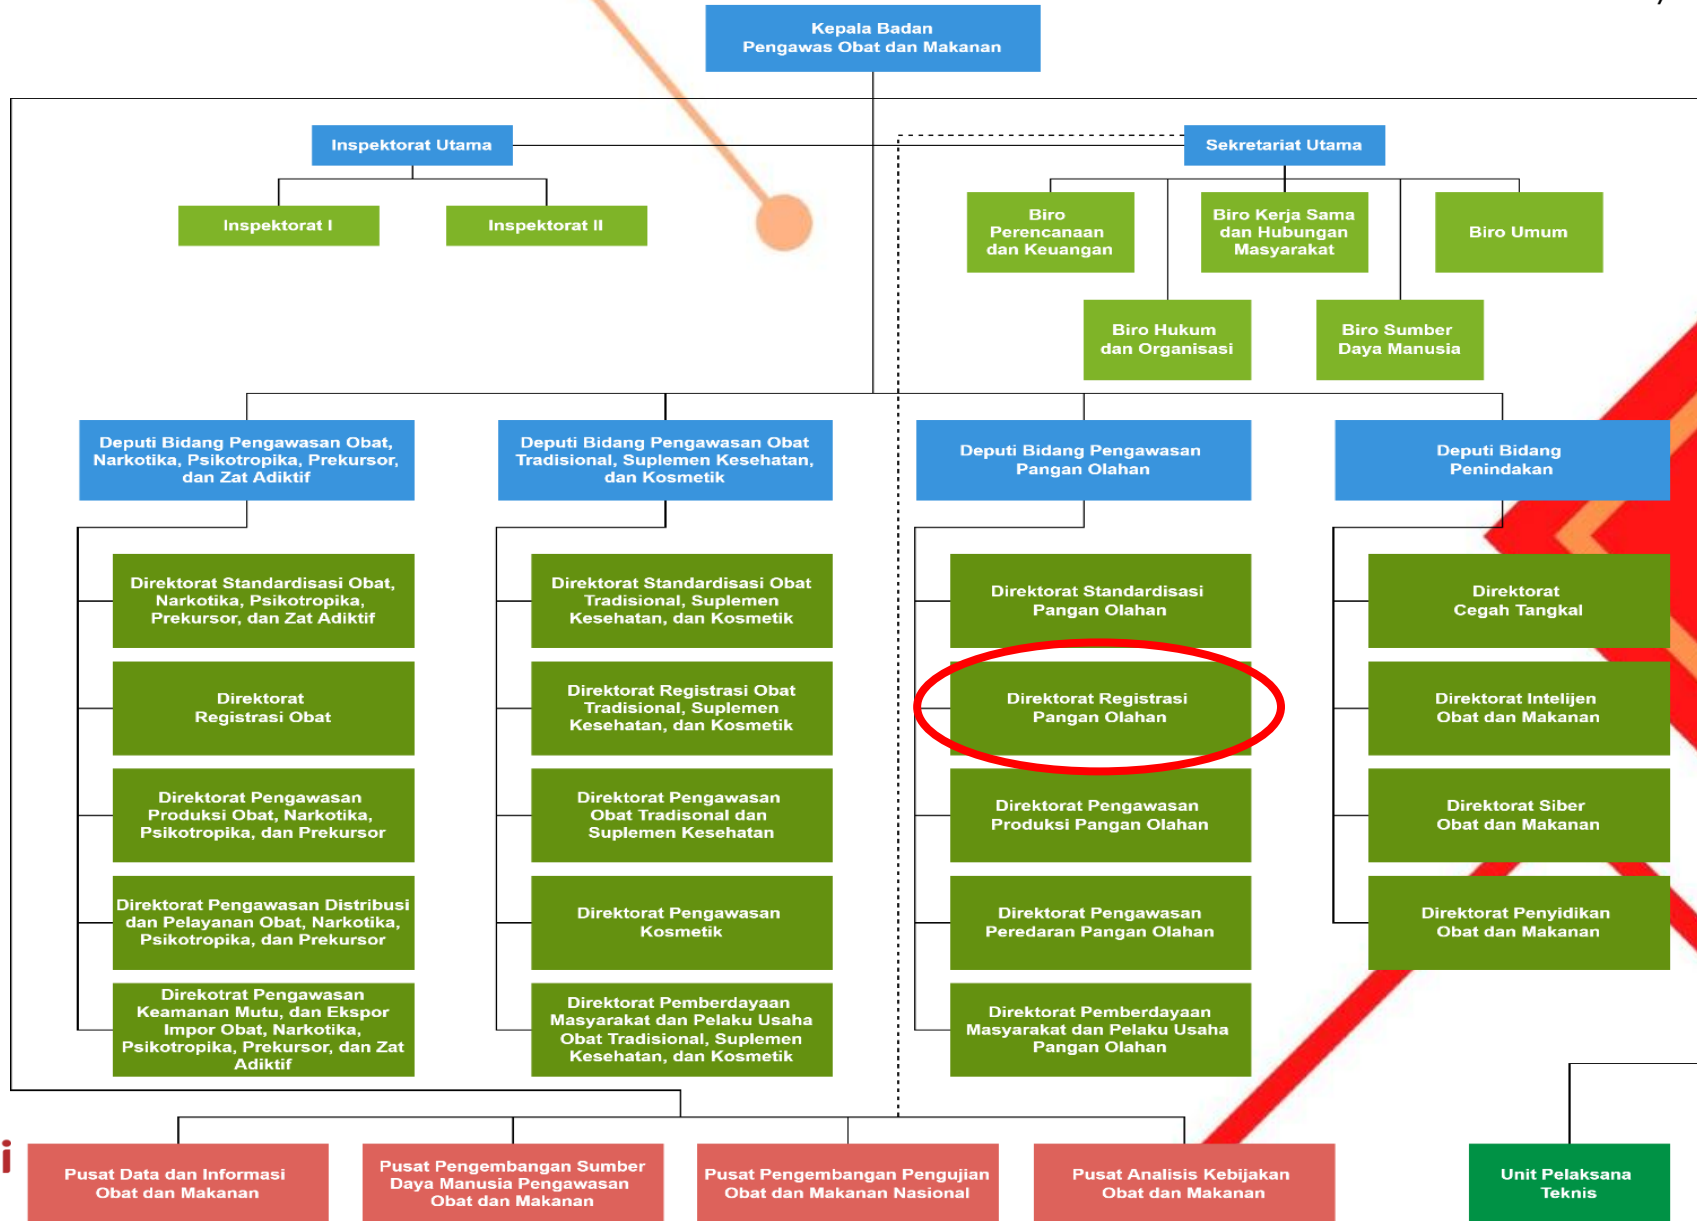 Kepala Badan
Pengawas Obat dan Makanan
Inspektorat Utama
Sekretariat Utama
Inspektorat I
Inspektorat II
Biro
Perencanaan
dan Keuangan
Biro Kerja Sama
dan Hubungan
Masyarakat
Biro Umum
Biro Hukum
dan Organisasi
Biro Sumber
Daya Manusia
Deputi Bidang Pengawasan Obat,
Narkotika, Psikotropika, Prekursor,
dan Zat Adiktif
Deputi Bidang Pengawasan Obat
Tradisional, Suplemen Kesehatan,
dan Kosmetik
Deputi Bidang Pengawasan
Pangan Olahan
Deputi Bidang
Penindakan
Direktorat Standardisasi Obat,
Narkotika, Psikotropika,
Prekursor, dan Zat Adiktif
Direktorat Standardisasi Obat
Tradisional, Suplemen
Kesehatan, dan Kosmetik
Direktorat Standardisasi
Pangan Olahan
Direktorat
Cegah Tangkal
Direktorat
Registrasi Obat
Direktorat Registrasi Obat
Tradisional, Suplemen
Kesehatan, dan Kosmetik
Direktorat Registrasi
Pangan Olahan
Direktorat Intelijen
Obat dan Makanan
Direktorat Pengawasan
Produksi Obat, Narkotika,
Psikotropika, dan Prekursor
Direktorat Pengawasan
Obat Tradisonal dan
Suplemen Kesehatan
Direktorat Pengawasan
Produksi Pangan Olahan
Direktorat Siber
Obat dan Makanan
Direktorat Pengawasan Distribusi
dan Pelayanan Obat, Narkotika,
Psikotropika, dan Prekursor
Direktorat Pengawasan
Kosmetik
Direktorat Pengawasan
Peredaran Pangan Olahan
Direktorat Penyidikan
Obat dan Makanan
Direkotrat Pengawasan
Keamanan Mutu, dan Ekspor
Impor Obat, Narkotika,
Psikotropika, Prekursor, dan Zat
Adiktif
Direktorat Pemberdayaan
Masyarakat dan Pelaku Usaha
Obat Tradisional, Suplemen
Kesehatan, dan Kosmetik
Direktorat Pemberdayaan
Masyarakat dan Pelaku Usaha
Pangan Olahan
i
Pusat Data dan Informasi
Obat dan Makanan
Pusat Pengembangan Sumber
Daya Manusia Pengawasan
Obat dan Makanan
Pusat Pengembangan Pengujian
Obat dan Makanan Nasional
Pusat Analisis Kebijakan
Obat dan Makanan
Unit Pelaksana
Teknis